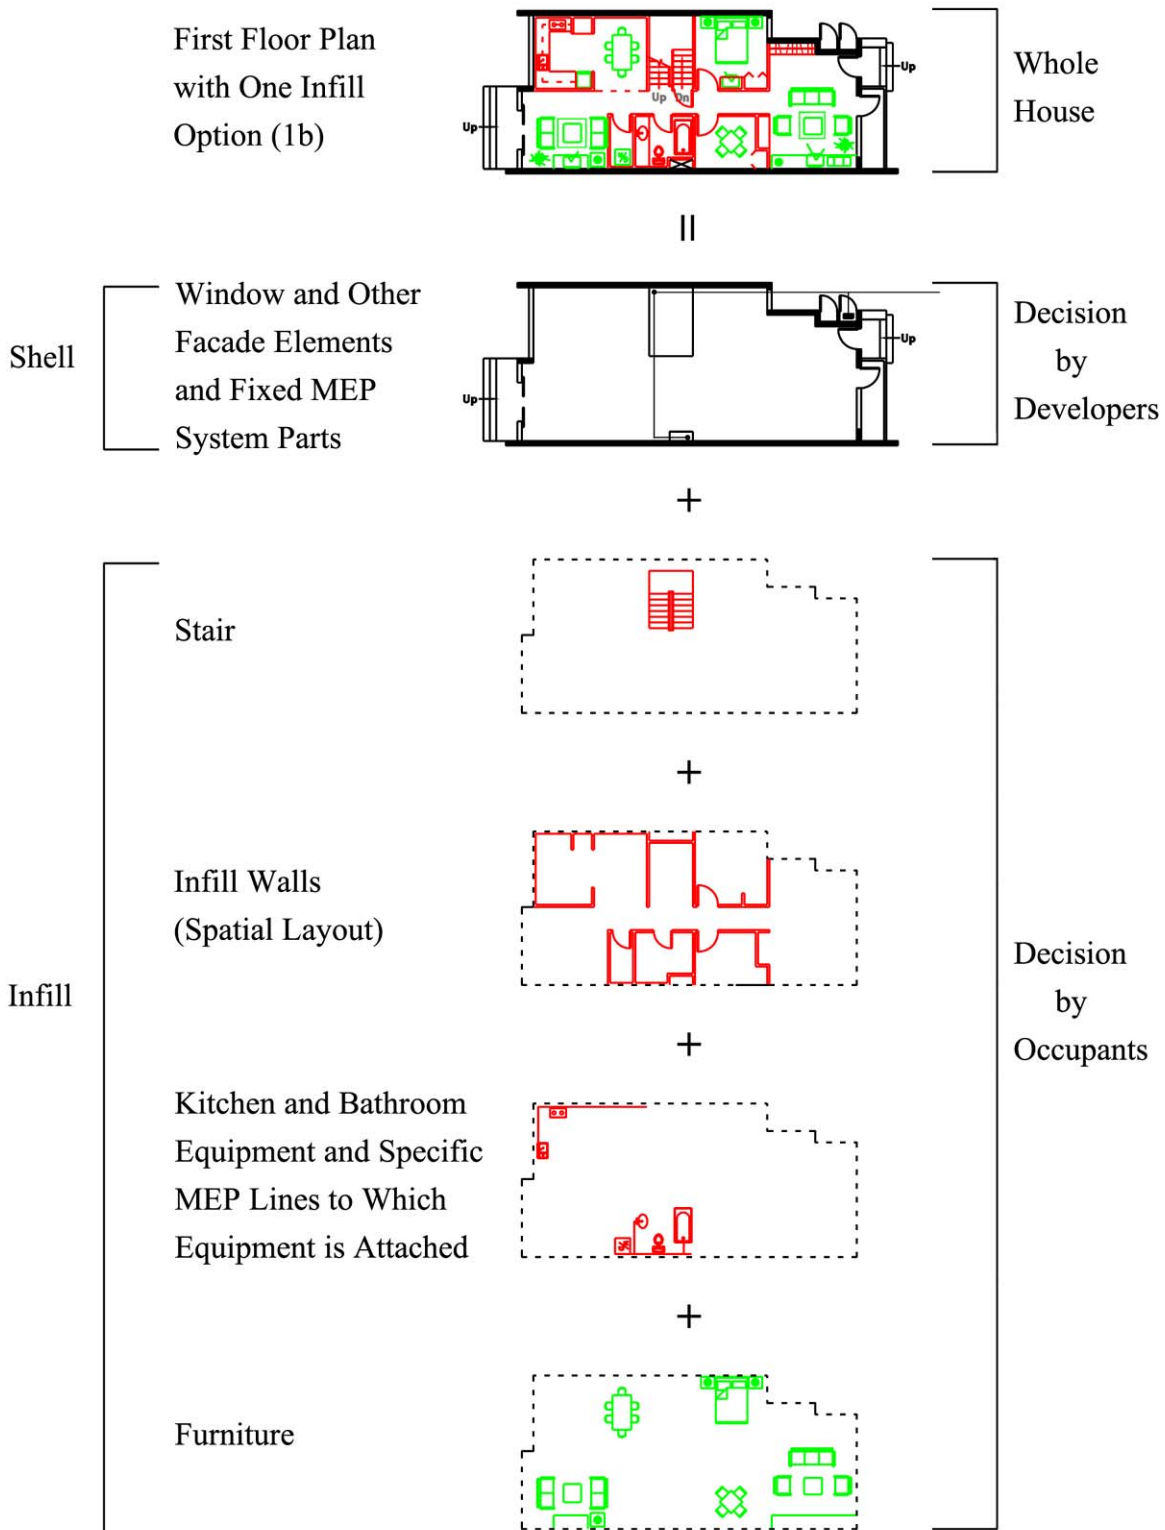 First Floor Plan
with One Infill
Option (1b)
Up
Up
Dn
Up
Whole
House
Shell
Window and Other
Facade Elements
and Fixed MEP
System Parts
Up
Up
Decision
by
Developers
+
Infill
Stair
+
Infill Walls
(Spatial Layout)
+
Kitchen and Bathroom
Equipment and Specific
MEP Lines to Which
Equipment is Attached
+
Furniture
Decision
by
Occupants